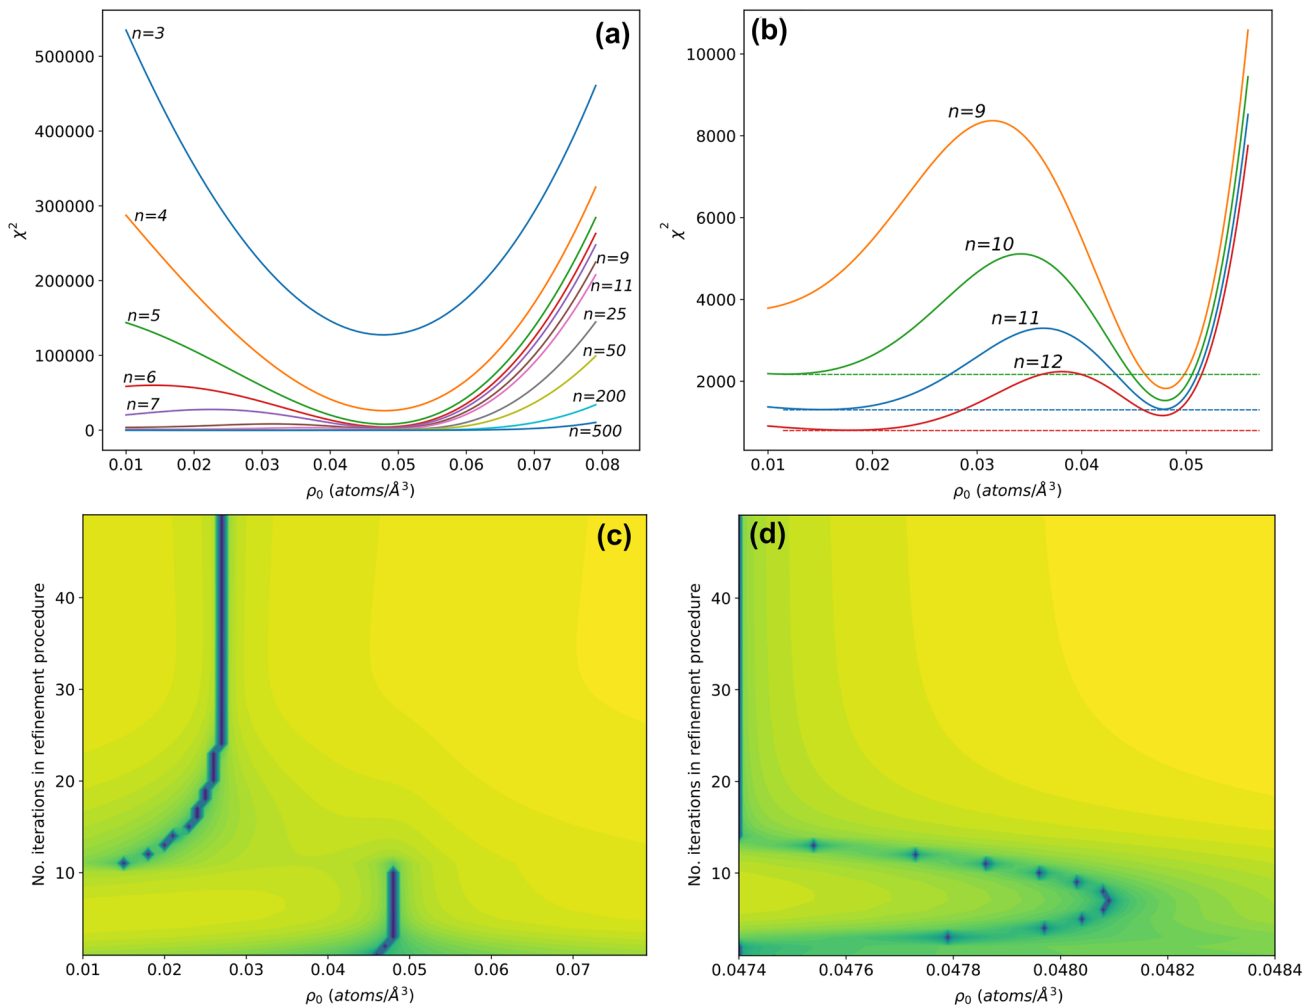 (a)
χ²
500000
400000
300000
200000
100000
0
n=3
n=4
n=5
n=6
n=7
n=9
n=11
n=25
n=50
n=200
n=500
0.01 0.02 0.03 0.04 0.05 0.06 0.07 0.08
ρ₀ (atoms/Å³)
(b)
χ²
10000
8000
6000
4000
2000
n=9
n=10
n=11
n=12
0.01 0.02 0.03 0.04 0.05
ρ₀ (atoms/Å³)
(c)
No. iterations in refinement procedure
40
30
20
10
0.01 0.02 0.03 0.04 0.05 0.06 0.07
ρ₀ (atoms/Å³)
(d)
No. iterations in refinement procedure
40
30
20
10
0.0474 0.0476 0.0478 0.0480 0.0482 0.0484
ρ₀ (atoms/Å³)